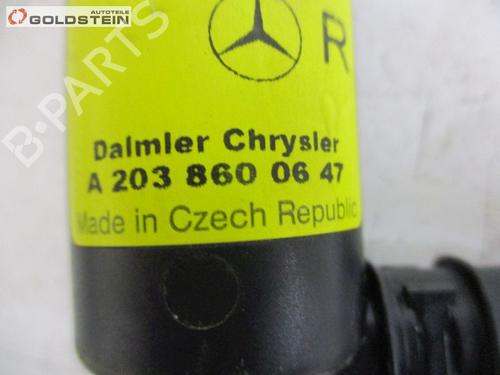 AUTOTEILE
GOLDSTEIN
B-PARTS
R
Daimler Chrysler
A 203 860 06 47
Made in Czech Republic